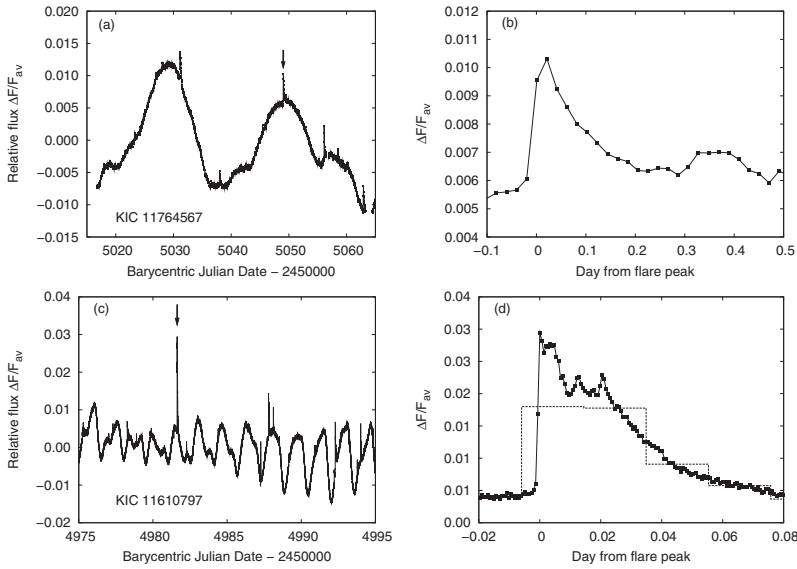 (a)
Relative flux ΔF/Fav
0.020
0.015
0.010
0.005
0.000
−0.005
−0.010
−0.015
KIC 11764567
5020 5030 5040 5050 5060
Barycentric Julian Date − 2450000
(b)
ΔF/Fav
0.012
0.011
0.010
0.009
0.008
0.007
0.006
0.005
0.004
-0.1 0 0.1 0.2 0.3 0.4 0.5
Day from flare peak
(c)
Relative flux ΔF/Fav
0.04
0.03
0.02
0.01
0.00
-0.01
-0.02
KIC 11610797
4975 4980 4985 4990 4995
Barycentric Julian Date − 2450000
(d)
ΔF/Fav
0.04
0.03
0.03
0.02
0.02
0.01
0.01
0.00
-0.02 0 0.02 0.04 0.06 0.08
Day from flare peak